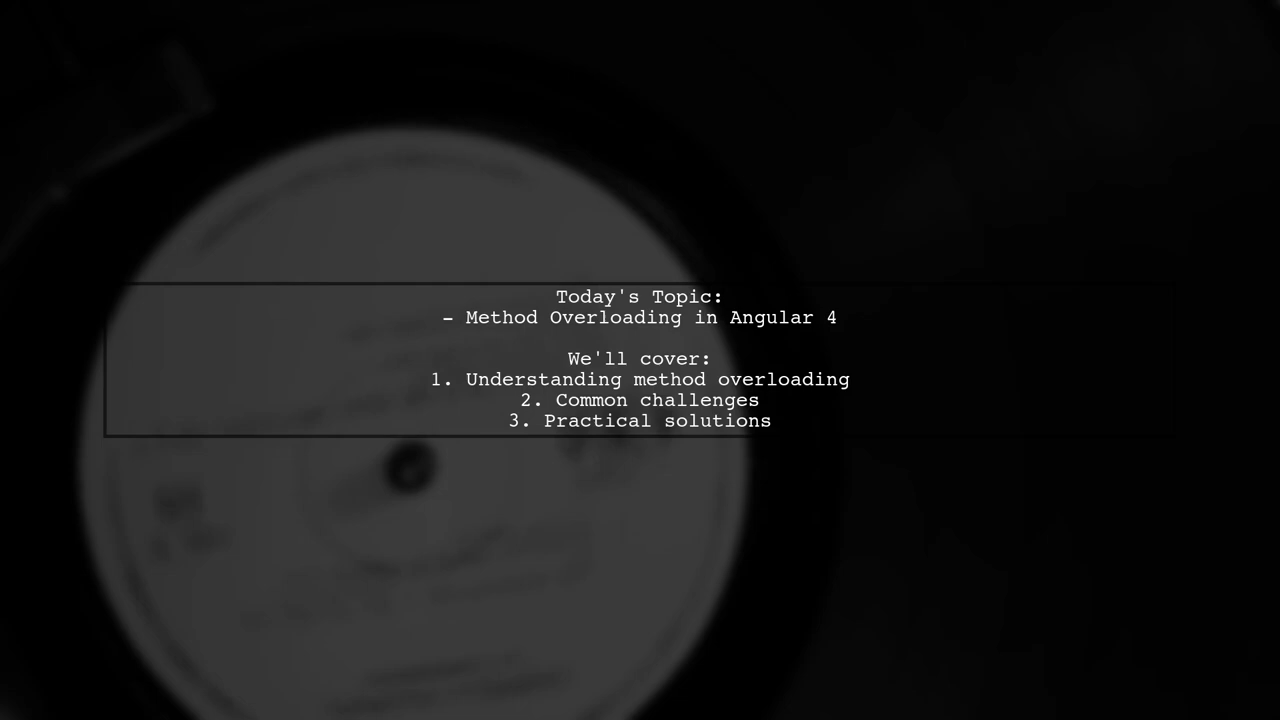 Today's Topic:
– Method Overloading in Angular 4
We'll cover:
1. Understanding method overloading
2. Common challenges
3. Practical solutions